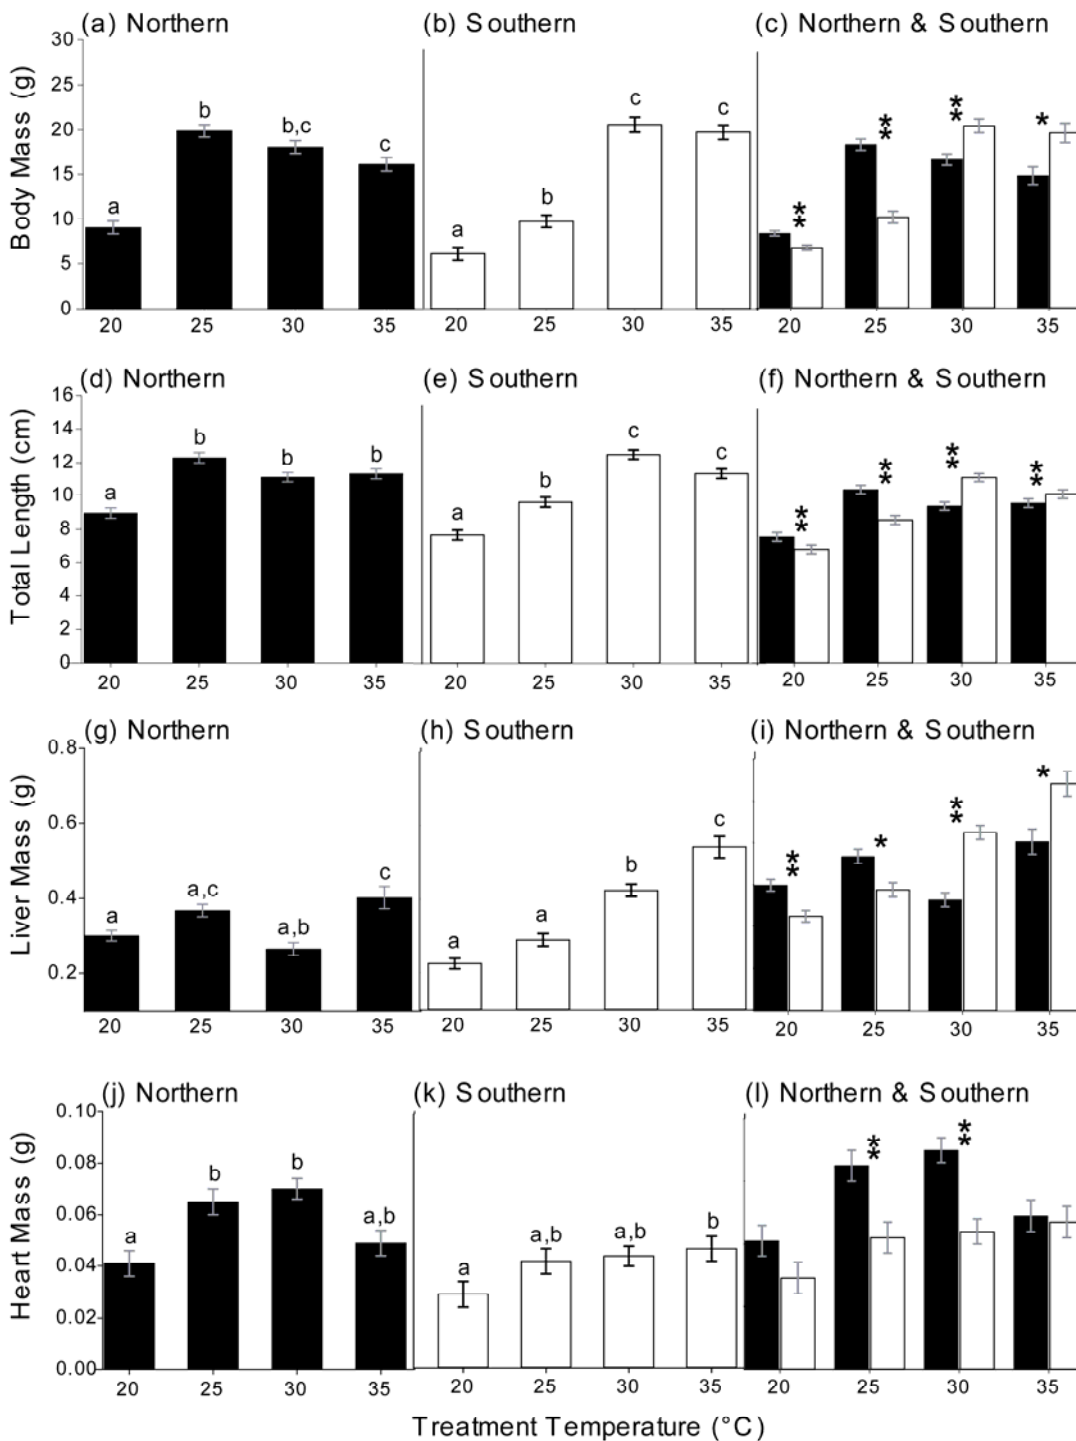 (a) Northern (b) Southern (c) Northern & Southern
Body Mass (g)
30
25
20
15
10
5
0
a b b,c c
a b c c
** ** ** *
20 25 30 35 20 25 30 35 20 25 30 35
(d) Northern (e) Southern (f) Northern & Southern
Total Length (cm)
16
14
12
10
8
6
4
2
0
a b b b
a b c c
** ** ** **
20 25 30 35 20 25 30 35 20 25 30 35
(g) Northern (h) Southern (i) Northern & Southern
Liver Mass (g)
0.8
0.6
0.4
0.2
a a,c a,b c
a a b c
** * ** *
20 25 30 35 20 25 30 35 20 25 30 35
(j) Northern (k) Southern (l) Northern & Southern
Heart Mass (g)
0.10
0.08
0.06
0.04
0.02
0.00
a b b a,b
a a,b a,b b
** **
20 25 30 35 20 25 30 35 20 25 30 35
Treatment Temperature (°C)